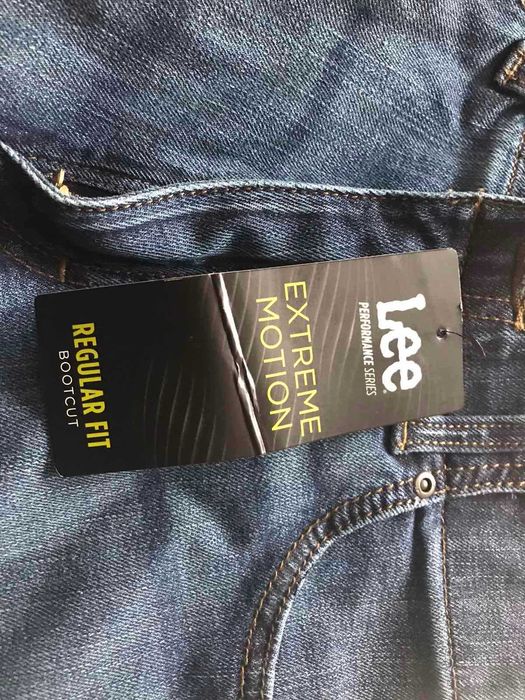 Lee
PERFORMANCE SERIES
EXTREME
MOTION
REGULAR FIT
BOOTCUT